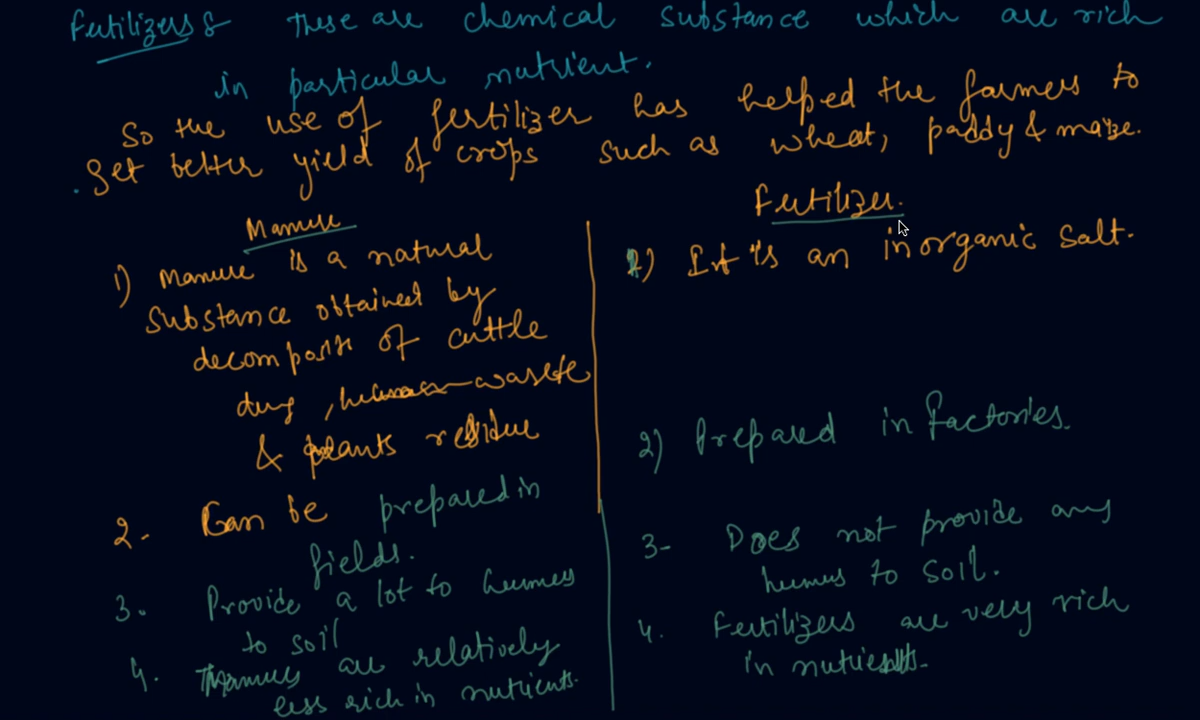 Fertilizers : These are chemical substance which are rich
in particular nutrient.
So the use of fertilizer has helped the farmers to
get better yield of crops such as wheat, paddy & maize.
Manure
1) Manure is a natural
substance obtained by
decompostn of cattle
dung, human waste
& plants residue
2. Can be prepared in
fields.
3. Provide a lot to humus
to soil
4. Manures are relatively
less rich in nutrients.
Fertilizer.
1) It is an inorganic salt.
2) Prepared in factories.
3- Does not provide any
humus to soil.
4. Fertilizers are very rich
in nutrients.